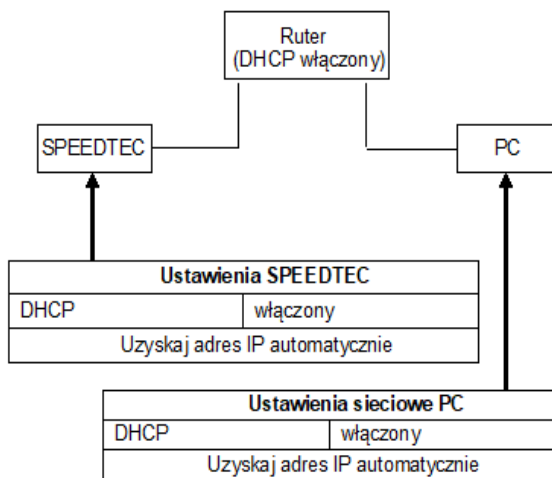 Ruter
(DHCP włączony)
SPEEDTEC
PC
Ustawienia SPEEDTEC
DHCP włączony
Uzyskaj adres IP automatycznie
Ustawienia sieciowe PC
DHCP włączony
Uzyskaj adres IP automatycznie